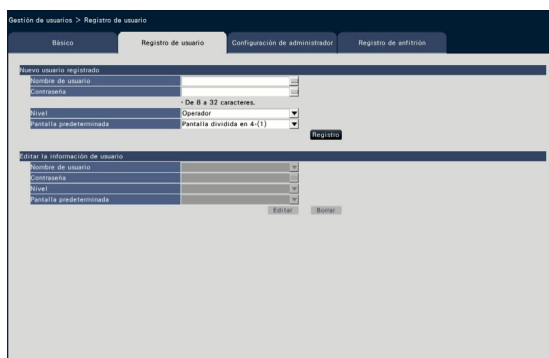 Gestión de usuarios > Registro de usuario
Básico
Registro de usuario
Configuración de administrador
Registro de anfitrión
Nuevo usuario registrado
Nombre de usuario
Contraseña
· De 8 a 32 caracteres.
Nivel Operador
Pantalla predeterminada Pantalla dividida en 4-(1)
Registro
Editar la información de usuario
Nombre de usuario
Contraseña
Nivel
Pantalla predeterminada
Editar Borrar